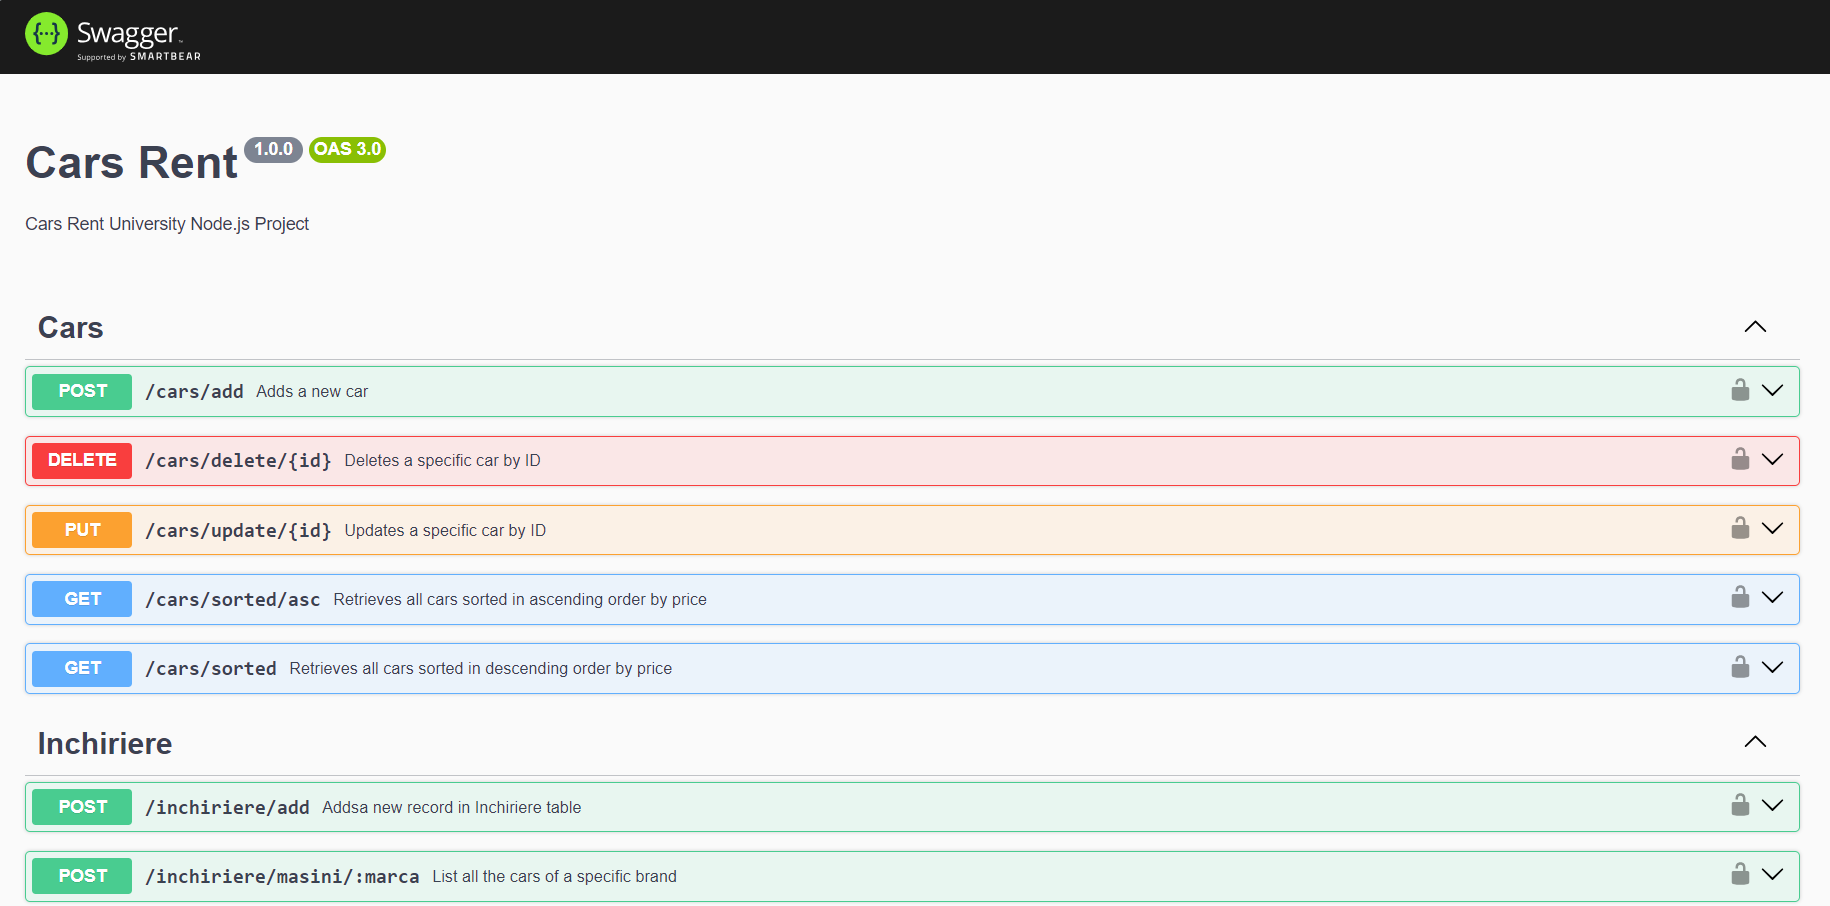 {···} Swagger™
Supported by SMARTBEAR
Cars Rent 1.0.0 OAS 3.0
Cars Rent University Node.js Project
Cars
POST /cars/add Adds a new car
DELETE /cars/delete/{id} Deletes a specific car by ID
PUT /cars/update/{id} Updates a specific car by ID
GET /cars/sorted/asc Retrieves all cars sorted in ascending order by price
GET /cars/sorted Retrieves all cars sorted in descending order by price
Inchiriere
POST /inchiriere/add Addsa new record in Inchiriere table
POST /inchiriere/masini/:marca List all the cars of a specific brand